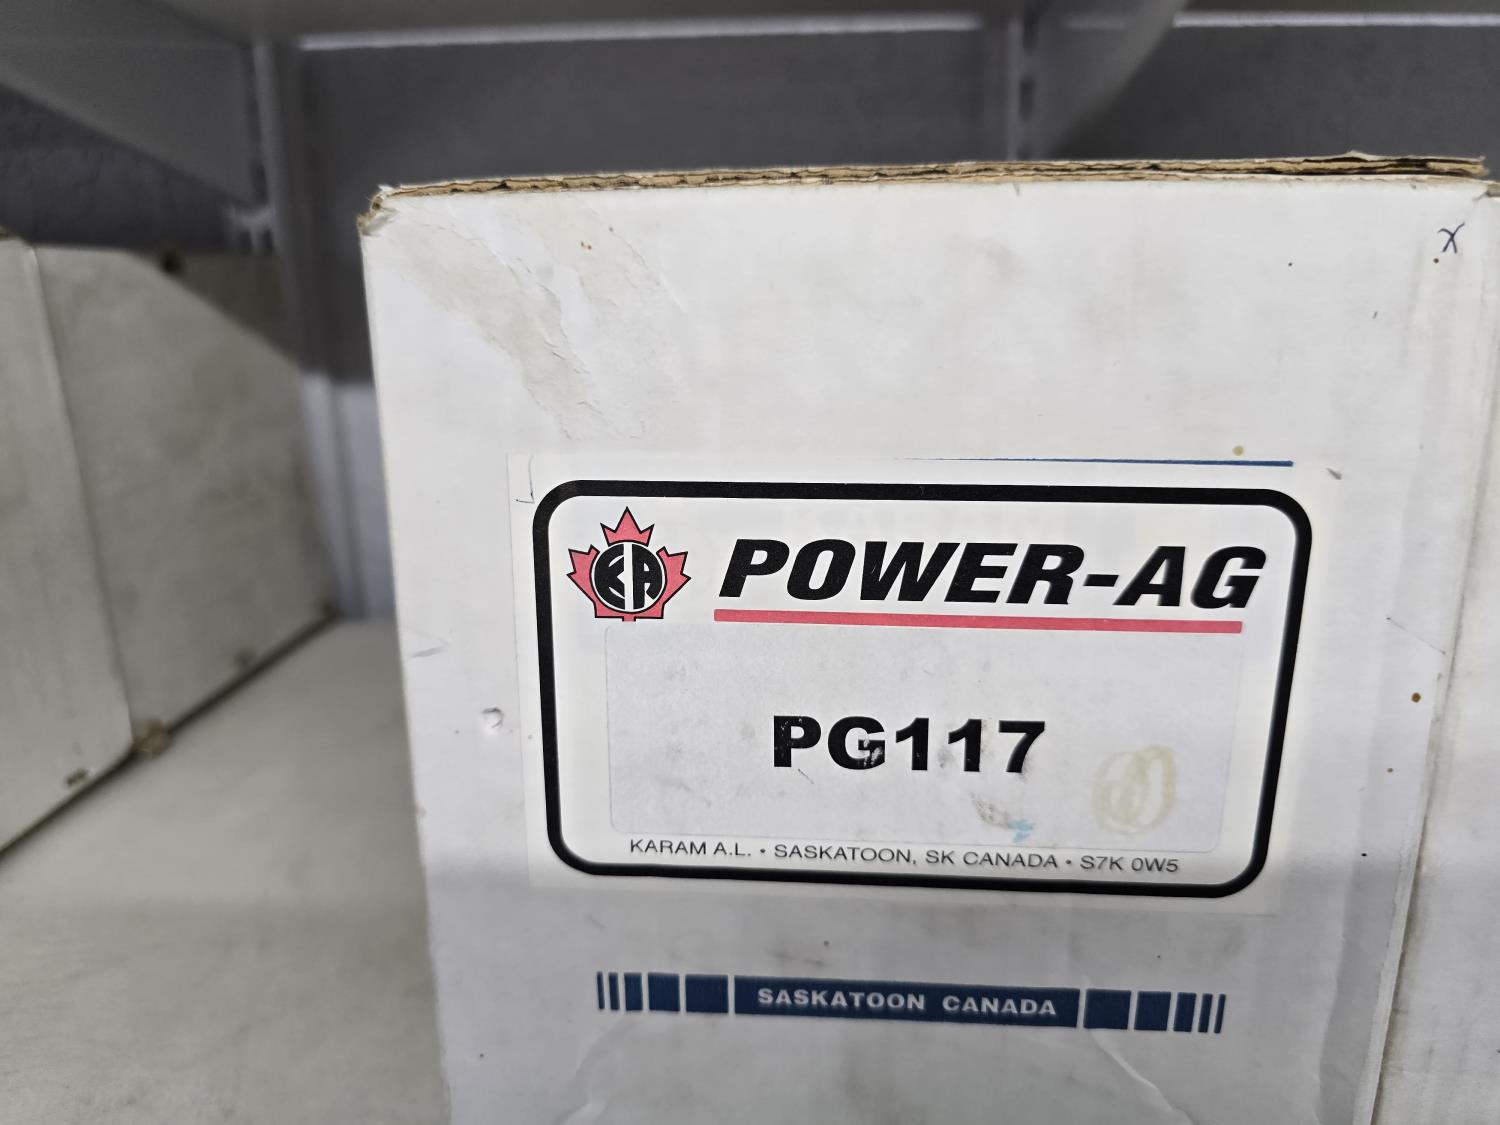 X
KA POWER-AG
PG117
KARAM A.L. • SASKATOON, SK CANADA • S7K 0W5
SASKATOON CANADA